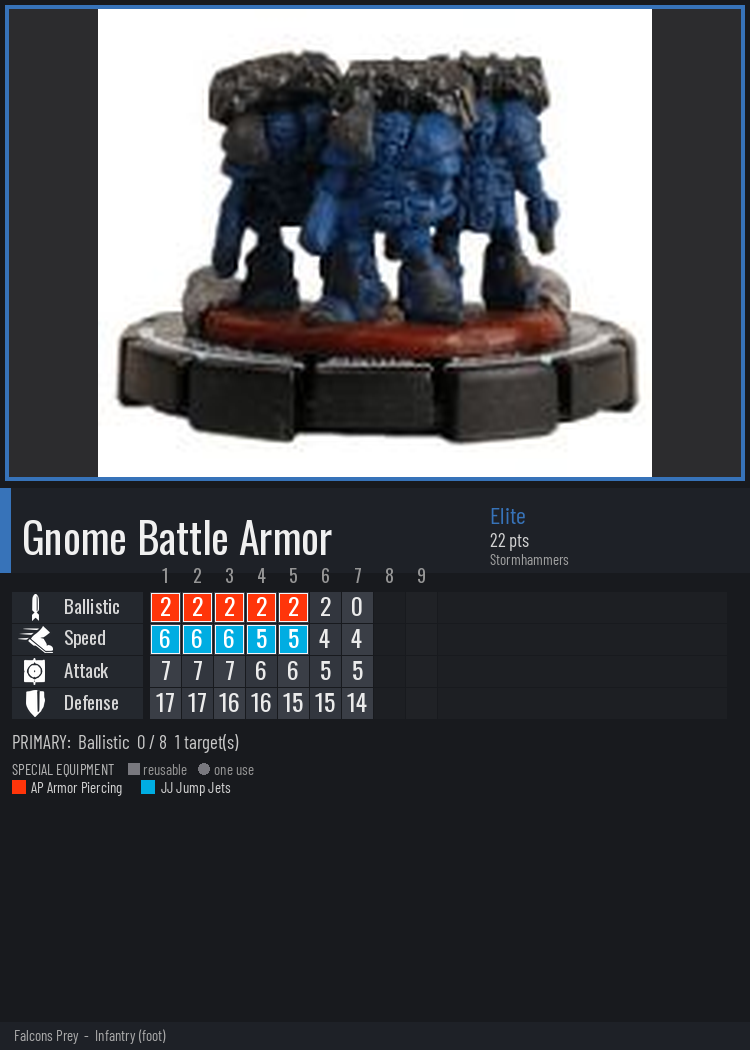 Gnome Battle Armor
Elite
22 pts
Stormhammers
1 2 3 4 5 6 7 8 9
Ballistic 2 2 2 2 2 2 0
Speed 6 6 6 5 5 4 4
Attack 7 7 7 6 6 5 5
Defense 17 17 16 16 15 15 14
PRIMARY: Ballistic 0 / 8 1 target(s)
SPECIAL EQUIPMENT reusable one use
AP Armor Piercing JJ Jump Jets
Falcons Prey - Infantry (foot)